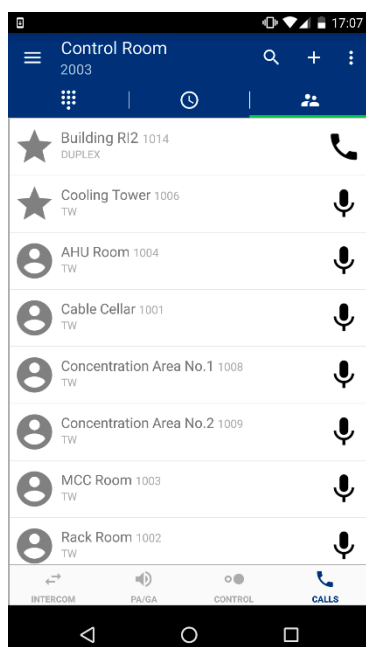 17:07
Control Room
2003
Building RI2 1014
DUPLEX
Cooling Tower 1006
TW
AHU Room 1004
TW
Cable Cellar 1001
TW
Concentration Area No.1 1008
TW
Concentration Area No.2 1009
TW
MCC Room 1003
TW
Rack Room 1002
TW
INTERCOM PA/GA CONTROL CALLS